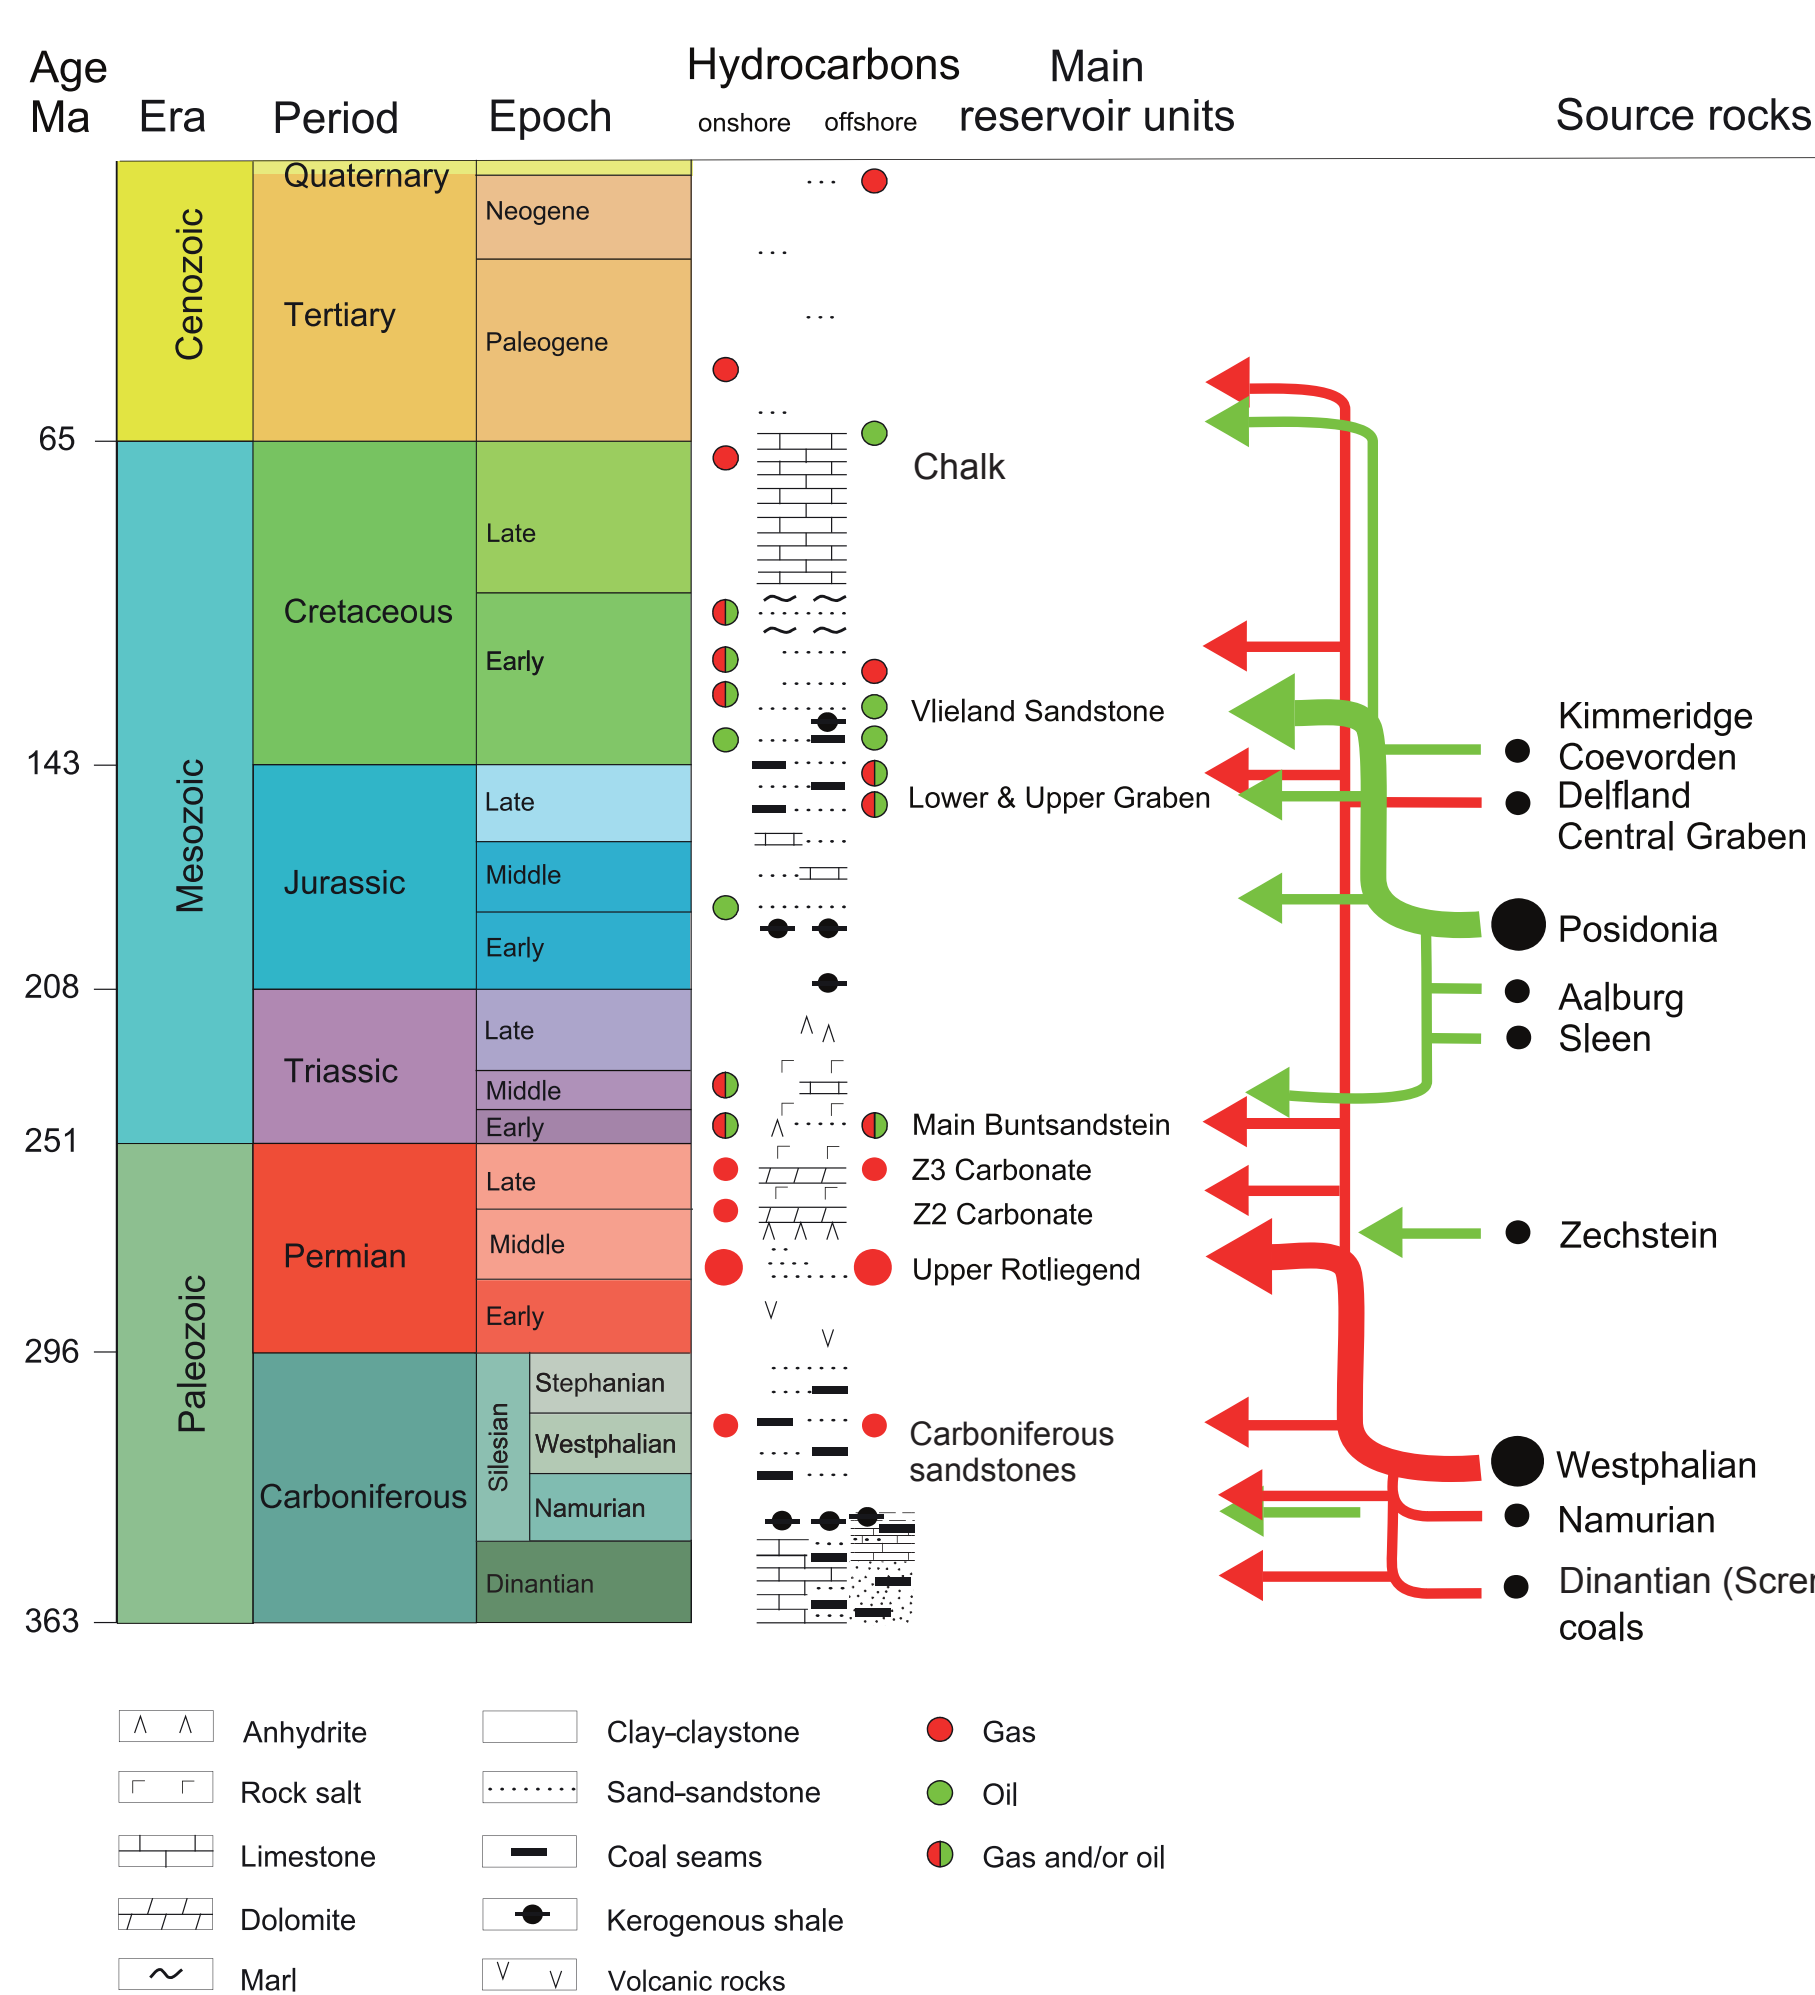 Age
Ma
Era
Period
Epoch
Hydrocarbons
onshore
offshore
Main
reservoir units
Source rocks
Cenozoic
Quaternary
Tertiary
Neogene
Paleogene
65
Mesozoic
Cretaceous
Late
Early
Chalk
Vlieland Sandstone
Kimmeridge
Coevorden
143
Jurassic
Late
Middle
Early
Lower & Upper Graben
Delfland
Central Graben
Posidonia
208
Triassic
Late
Middle
Early
Aalburg
Sleen
Main Buntsandstein
251
Paleozoic
Permian
Late
Middle
Early
Z3 Carbonate
Z2 Carbonate
Upper Rotliegend
Zechstein
296
Carboniferous
Silesian
Stephanian
Westphalian
Namurian
Dinantian
Carboniferous
sandstones
Westphalian
Namurian
Dinantian (Screr
coals
363
Anhydrite
Rock salt
Limestone
Dolomite
Marl
Clay-claystone
Sand-sandstone
Coal seams
Kerogenous shale
Volcanic rocks
Gas
Oil
Gas and/or oil